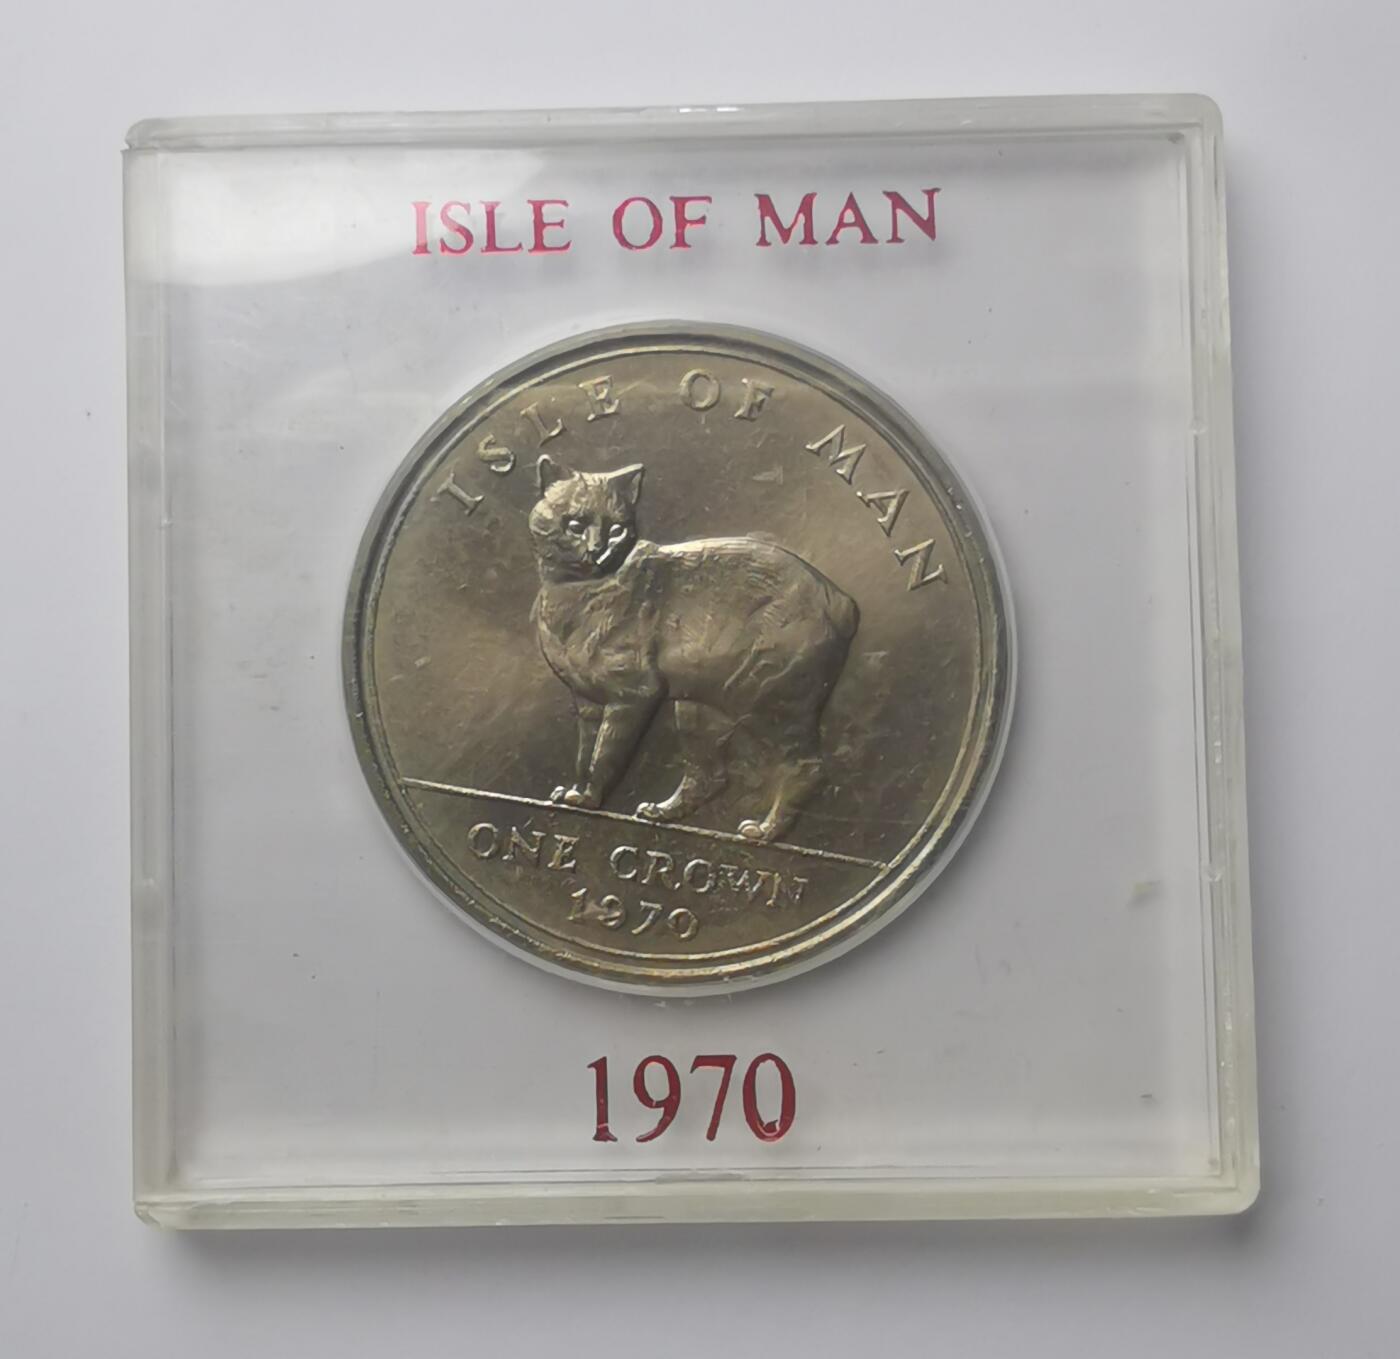 ISLE OF MAN
ISLE OF MAN
ONE CROWN
1970
1970